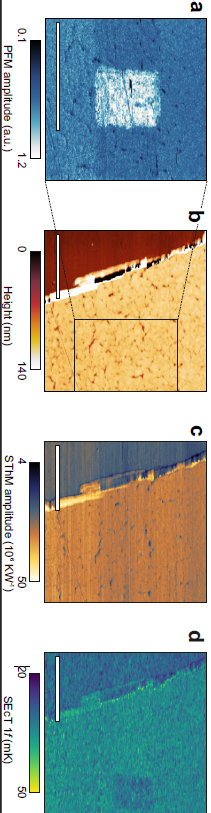 a
0.1 1.2
PFM amplitude (a.u.)
b
0 140
Height (nm)
c
4 50
SThM amplitude (10⁶ KW⁻¹)
d
20 50
SEcT 1f (mK)